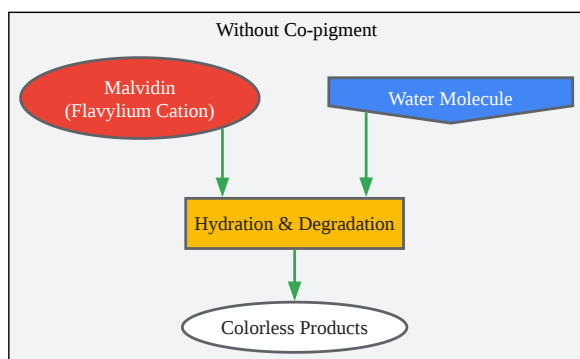 Without Co-pigment
Malvidin
(Flavylium Cation)
Water Molecule
Hydration & Degradation
Colorless Products